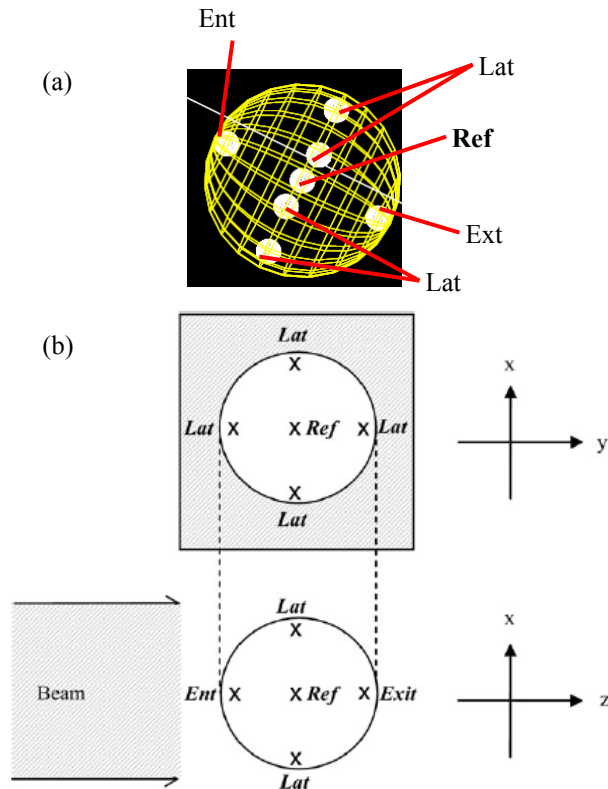 Ent
(a)
Lat
Ref
Ext
Lat
(b)
Lat
x
X
Lat X X Ref X Lat
y
X
Lat
Lat
x
X
Beam
Ent X X Ref X Exit
z
X
Lat